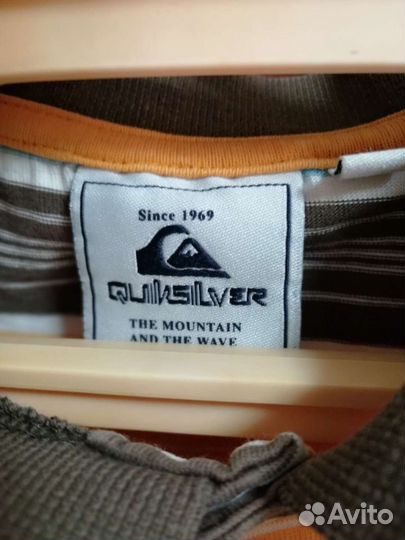 Since 1969
QUIKSILVER
THE MOUNTAIN
AND THE WAVE
Avito